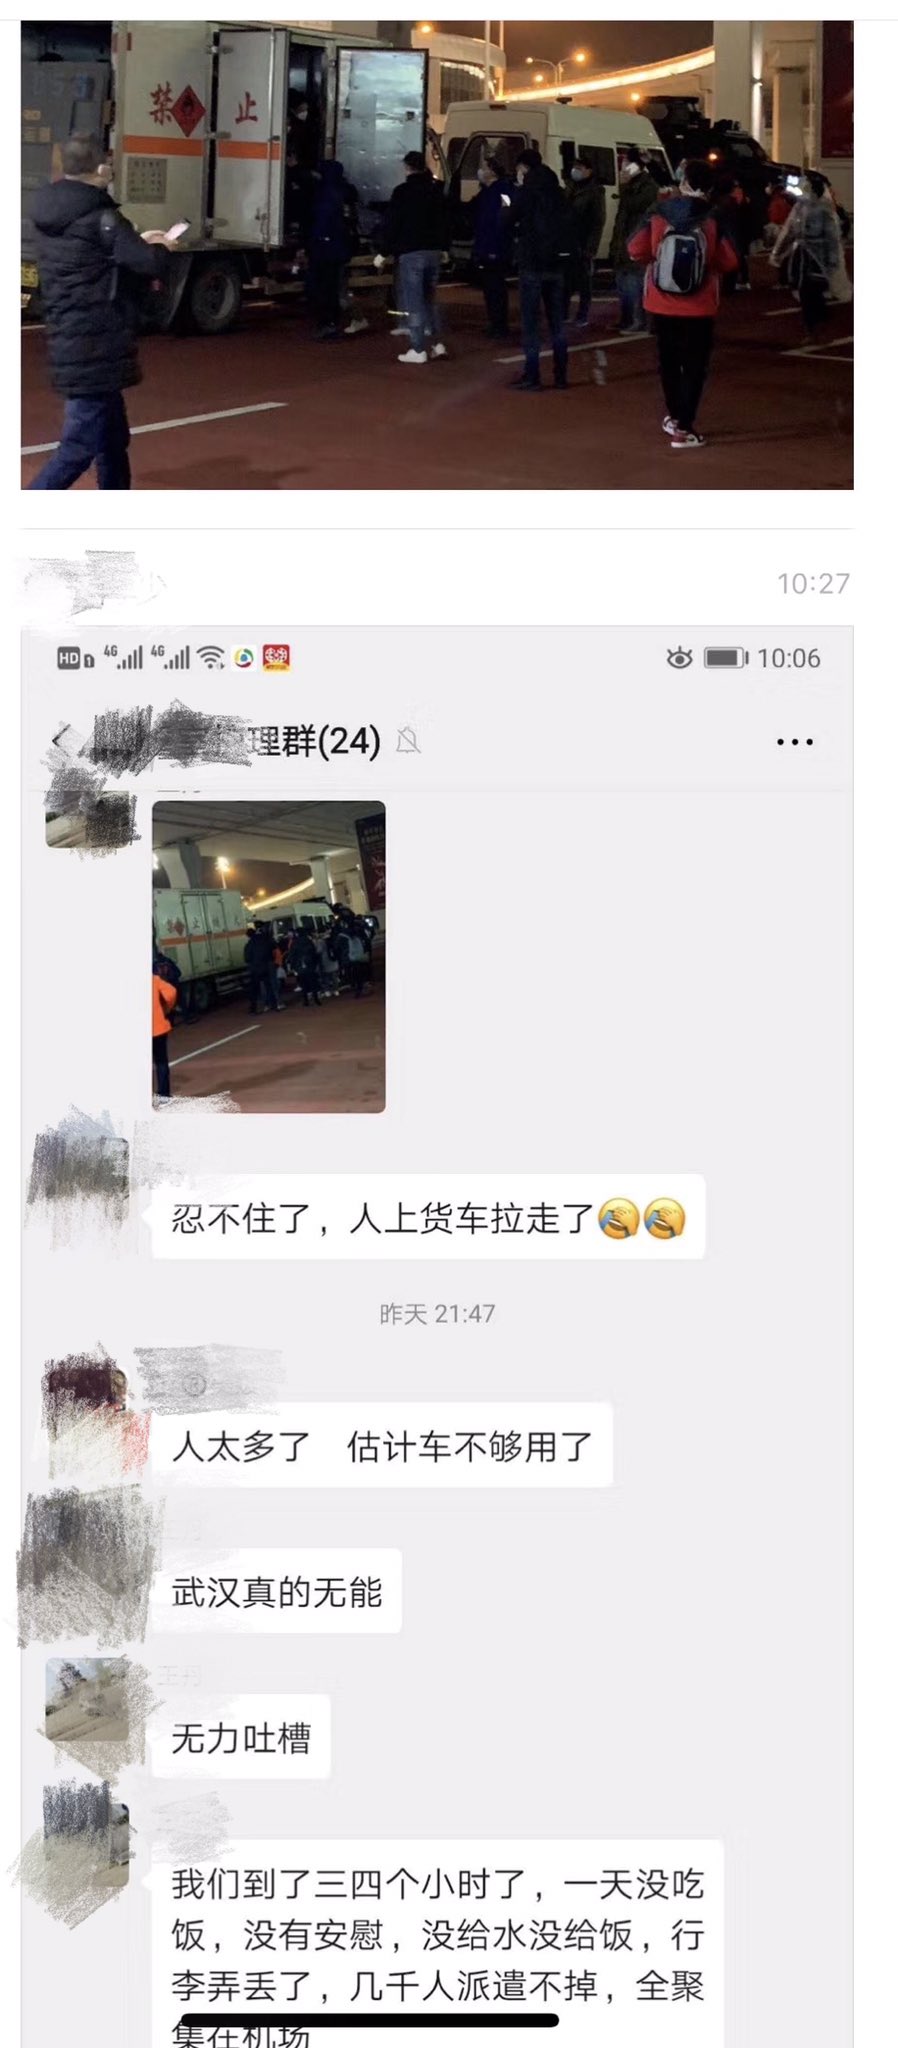 禁 止
10:27
HD 1 4G 4G 10:06
理群(24)
忍不住了，人上货车拉走了🤦🤦
昨天 21:47
人太多了 估计车不够用了
武汉真的无能
王丹
无力吐槽
我们到了三四个小时了，一天没吃
饭，没有安慰，没给水没给饭，行
李弄丢了，几千人派遣不掉，全聚
集在机场